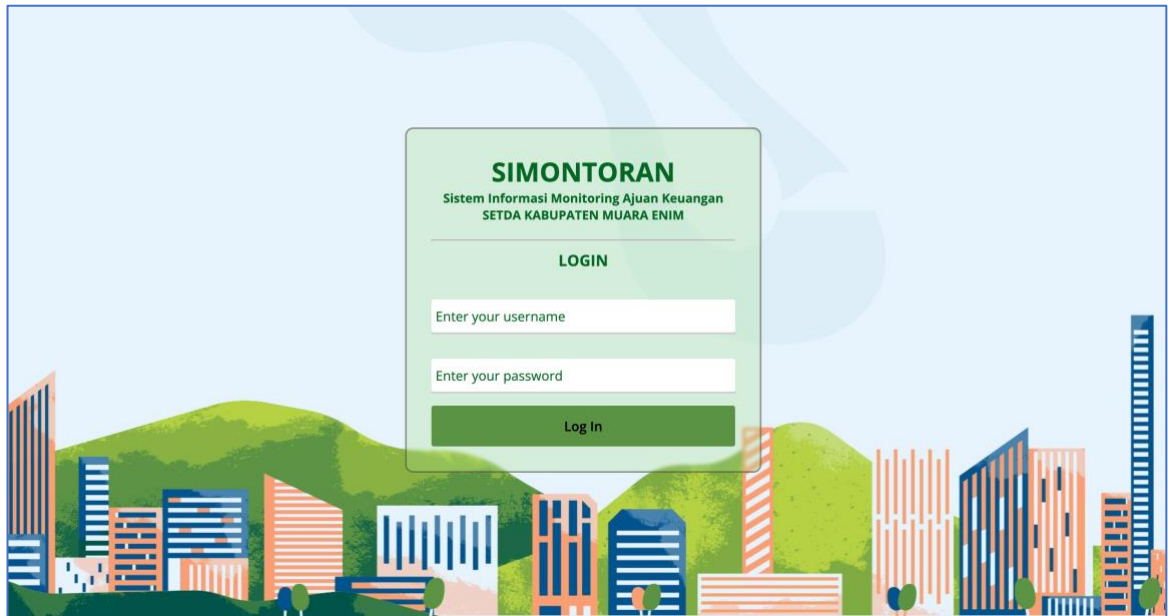 SIMONTORAN
Sistem Informasi Monitoring Ajuan Keuangan
SETDA KABUPATEN MUARA ENIM
LOGIN
Enter your username
Enter your password
Log In